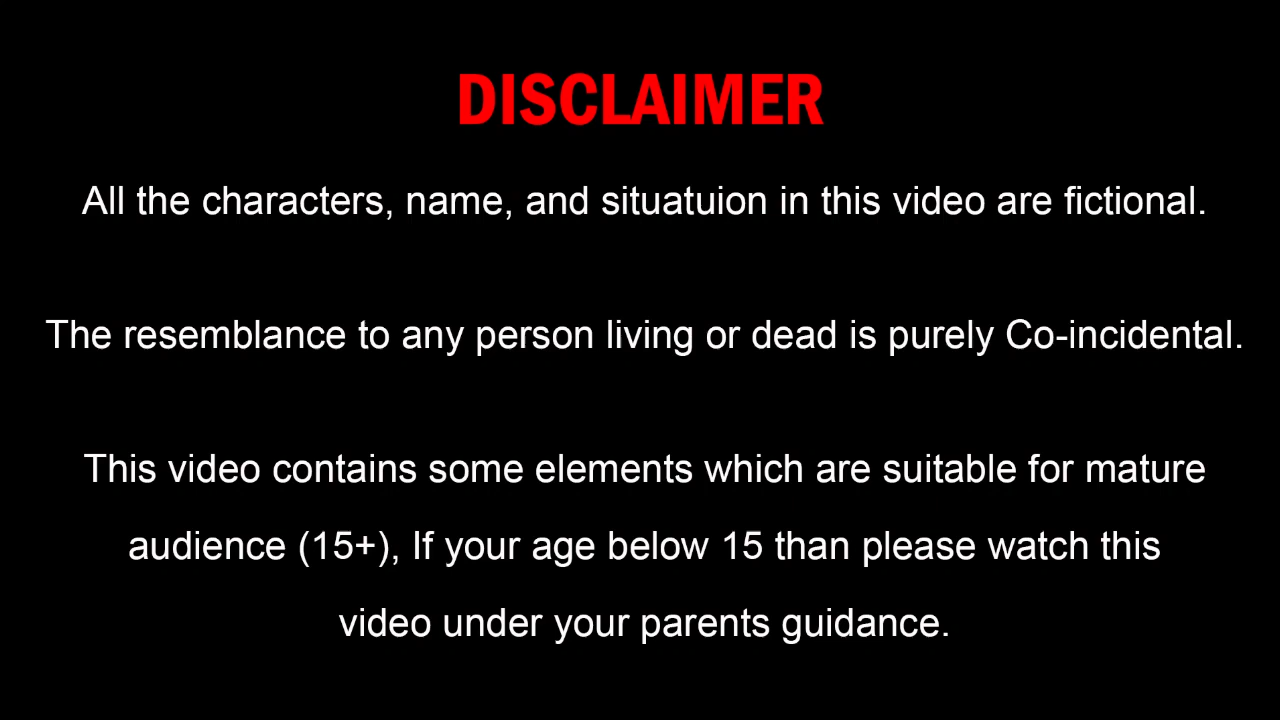 DISCLAIMER
All the characters, name, and situatuion in this video are fictional.
The resemblance to any person living or dead is purely Co-incidental.
This video contains some elements which are suitable for mature
audience (15+), If your age below 15 than please watch this
video under your parents guidance.